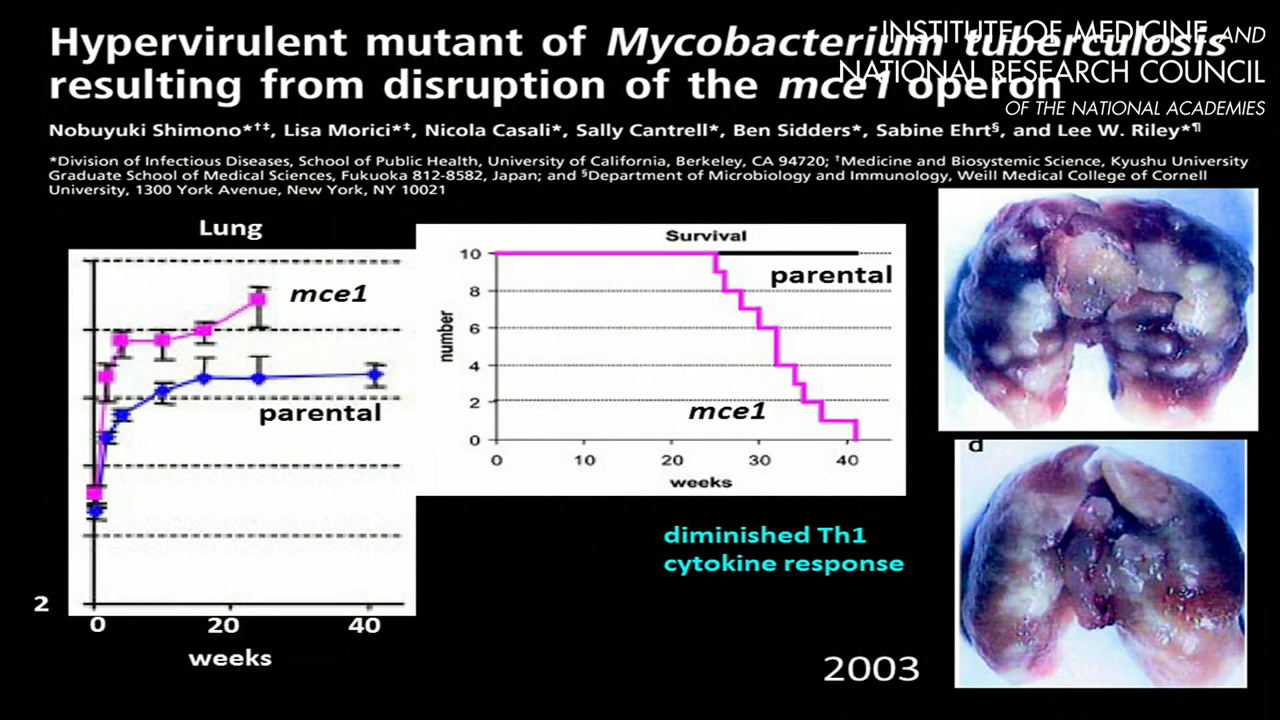 Hypervirulent mutant of Mycobacterium tuberculosis
resulting from disruption of the mce1 operon
INSTITUTE OF MEDICINE AND
NATIONAL RESEARCH COUNCIL
OF THE NATIONAL ACADEMIES
Nobuyuki Shimono*†‡, Lisa Morici*‡, Nicola Casali*, Sally Cantrell*, Ben Sidders*, Sabine Ehrt§, and Lee W. Riley*¶
*Division of Infectious Diseases, School of Public Health, University of California, Berkeley, CA 94720; †Medicine and Biosystemic Science, Kyushu University
Graduate School of Medical Sciences, Fukuoka 812-8582, Japan; and §Department of Microbiology and Immunology, Weill Medical College of Cornell
University, 1300 York Avenue, New York, NY 10021
Lung
mce1
parental
2
0 20 40
weeks
Survival
10
8
6
4
2
0
number
parental
mce1
0 10 20 30 40
weeks
d
diminished Th1
cytokine response
2003